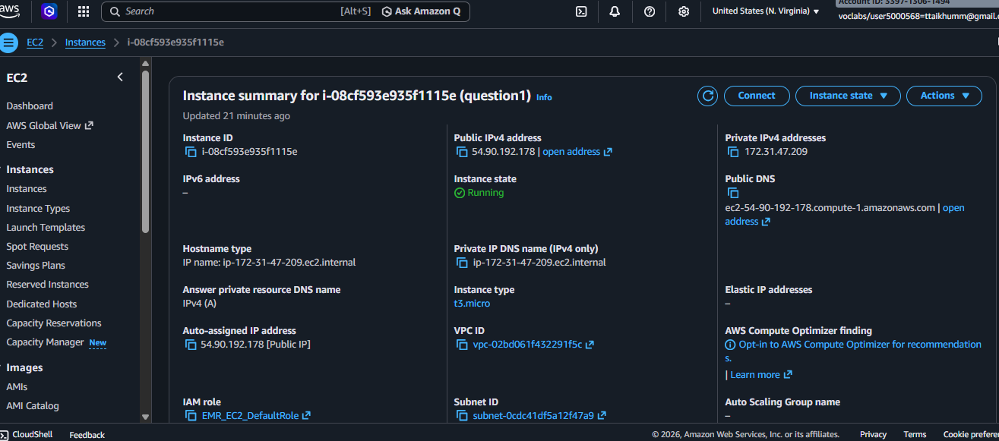 aws
Search [Alt+S] Ask Amazon Q
United States (N. Virginia) ▼
Account ID: 3397-1306-1494
voclabs/user5000568=ttaikhumm@gmail.c
EC2 > Instances > i-08cf593e935f1115e
EC2
Dashboard
AWS Global View
Events
Instances
Instances
Instance Types
Launch Templates
Spot Requests
Savings Plans
Reserved Instances
Dedicated Hosts
Capacity Reservations
Capacity Manager New
Images
AMIs
AMI Catalog
Instance summary for i-08cf593e935f1115e (question1) Info
Updated 21 minutes ago
Connect
Instance state ▼
Actions ▼
Instance ID
i-08cf593e935f1115e
Public IPv4 address
54.90.192.178 | open address
Private IPv4 addresses
172.31.47.209
IPv6 address
–
Instance state
Running
Public DNS
ec2-54-90-192-178.compute-1.amazonaws.com | open
address
Hostname type
IP name: ip-172-31-47-209.ec2.internal
Private IP DNS name (IPv4 only)
ip-172-31-47-209.ec2.internal
Answer private resource DNS name
IPv4 (A)
Instance type
t3.micro
Elastic IP addresses
–
Auto-assigned IP address
54.90.192.178 [Public IP]
VPC ID
vpc-02bd061f432291f5c
AWS Compute Optimizer finding
Opt-in to AWS Compute Optimizer for recommendation
s.
| Learn more
IAM role
EMR_EC2_DefaultRole
Subnet ID
subnet-0cdc41df5a12f47a9
Auto Scaling Group name
–
CloudShell Feedback
© 2026, Amazon Web Services, Inc. or its affiliates. Privacy Terms Cookie prefere